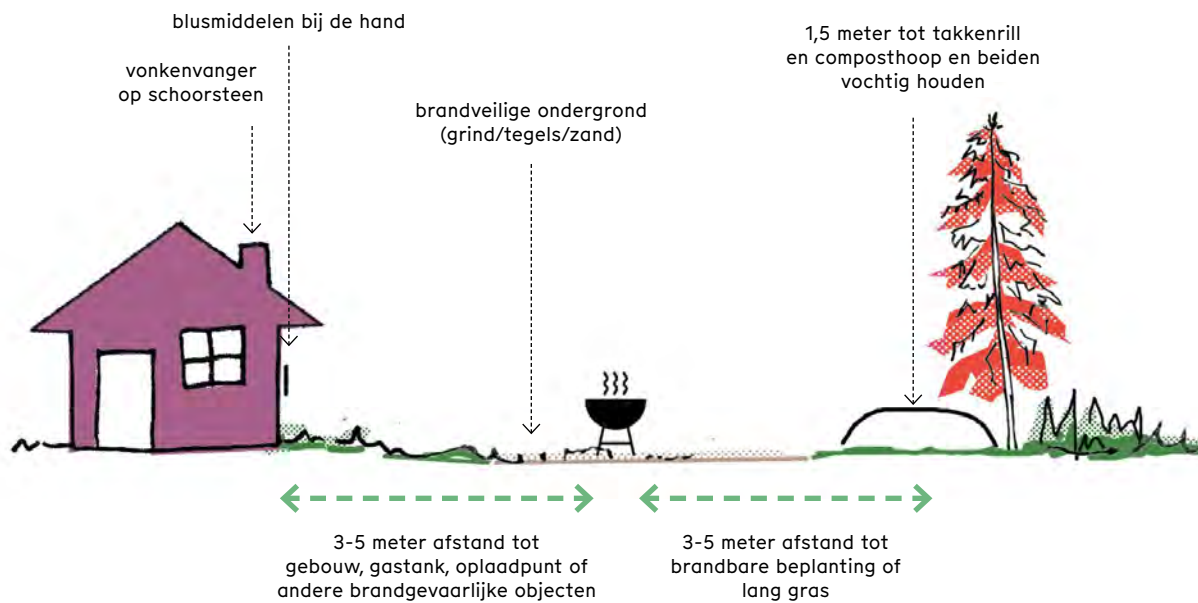 blusmiddelen bij de hand
vonkenvanger
op schoorsteen
brandveilige ondergrond
(grind/tegels/zand)
1,5 meter tot takkenrill
en composthoop en beiden
vochtig houden
3-5 meter afstand tot
gebouw, gastank, oplaadpunt of
andere brandgevaarlijke objecten
3-5 meter afstand tot
brandbare beplanting of
lang gras